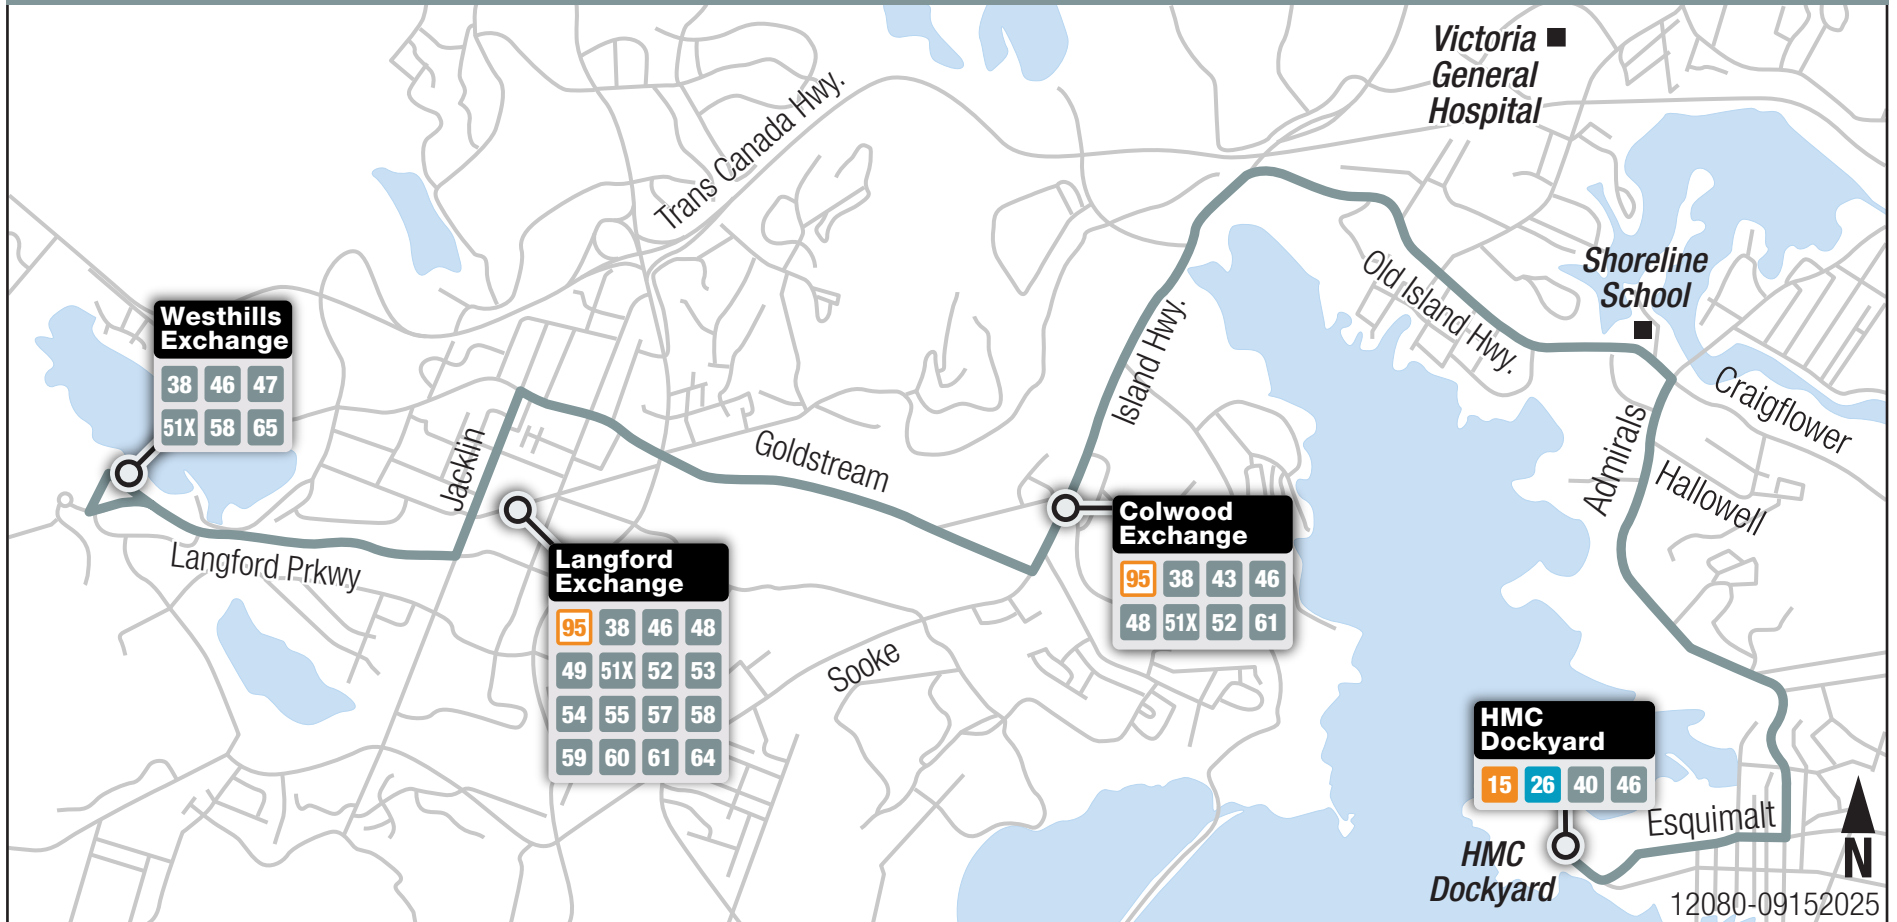 Victoria
General
Hospital
Trans Canada Hwy.
Shoreline
School
Old Island Hwy.
Island Hwy.
Westhills
Exchange
38 46 47
51X 58 65
Craigflower
Admirals
Hallowell
Jacklin
Goldstream
Langford Prkwy
Colwood
Exchange
95 38 43 46
48 51X 52 61
Langford
Exchange
95 38 46 48
49 51X 52 53
54 55 57 58
59 60 61 64
Sooke
HMC
Dockyard
15 26 40 46
Esquimalt
HMC
Dockyard
N
12080-09152025